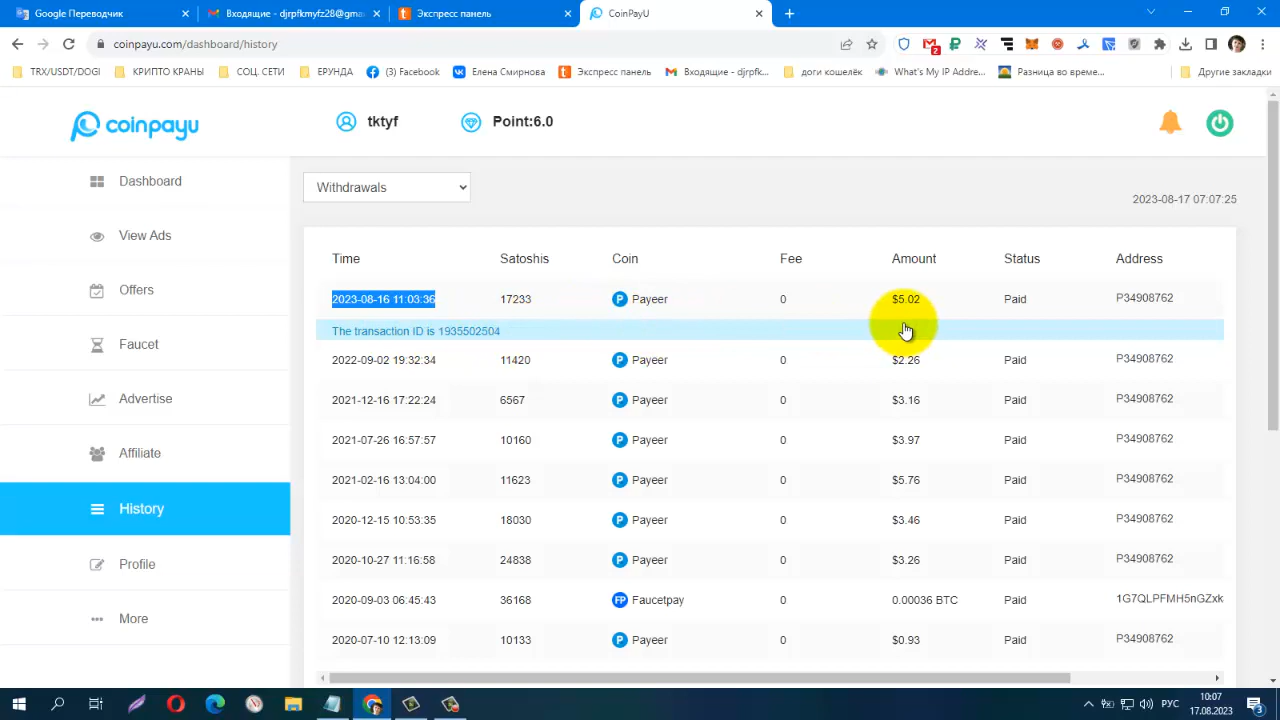 Google Переводчик
Входящие - djrpfkmyfz28@gma
Экспресс панель
CoinPayU
coinpayu.com/dashboard/history
TRX/USDT/DOGI
КРИПТО КРАНЫ
СОЦ. СЕТИ
ЕРУНДА
(3) Facebook
Елена Смирнова
Экспресс панель
Входящие - djrpfk...
доги кошелёк
What's My IP Addre...
Разница во време...
Другие закладки
coinpayu
tktyf
Point:6.0
Dashboard
View Ads
Offers
Faucet
Advertise
Affiliate
History
Profile
More
Withdrawals
2023-08-17 07:07:25
Time Satoshis Coin Fee Amount Status Address
2023-08-16 11:03:36 17233 Payeer 0 $5.02 Paid P34908762
The transaction ID is 1935502504
2022-09-02 19:32:34 11420 Payeer 0 $2.26 Paid P34908762
2021-12-16 17:22:24 6567 Payeer 0 $3.16 Paid P34908762
2021-07-26 16:57:57 10160 Payeer 0 $3.97 Paid P34908762
2021-02-16 13:04:00 11623 Payeer 0 $5.76 Paid P34908762
2020-12-15 10:53:35 18030 Payeer 0 $3.46 Paid P34908762
2020-10-27 11:16:58 24838 Payeer 0 $3.26 Paid P34908762
2020-09-03 06:45:43 36168 FP Faucetpay 0 0.00036 BTC Paid 1G7QLPFMH5nGZxk
2020-07-10 12:13:09 10133 Payeer 0 $0.93 Paid P34908762
РУС
10:07
17.08.2023